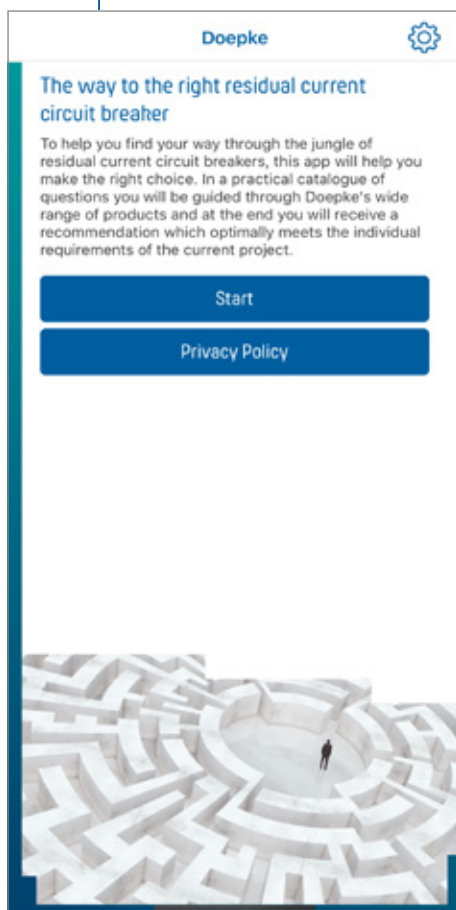 Doepke
The way to the right residual current
circuit breaker
To help you find your way through the jungle of
residual current circuit breakers, this app will help you
make the right choice. In a practical catalogue of
questions you will be guided through Doepke's wide
range of products and at the end you will receive a
recommendation which optimally meets the individual
requirements of the current project.
Start
Privacy Policy